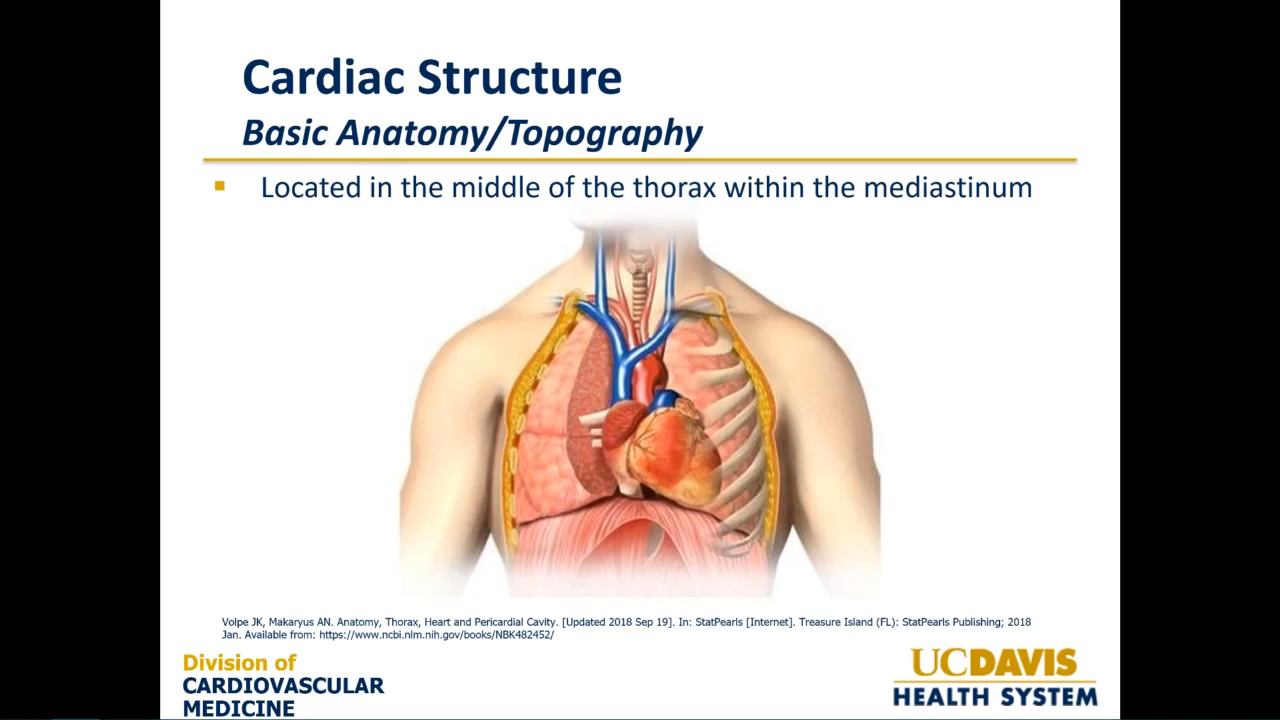 Cardiac Structure
Basic Anatomy/Topography
Located in the middle of the thorax within the mediastinum
Volpe JK, Makaryus AN. Anatomy, Thorax, Heart and Pericardial Cavity. [Updated 2018 Sep 19]. In: StatPearls [Internet]. Treasure Island (FL): StatPearls Publishing; 2018
Jan. Available from: https://www.ncbi.nlm.nih.gov/books/NBK482452/
Division of
CARDIOVASCULAR
MEDICINE
UCDAVIS
HEALTH SYSTEM